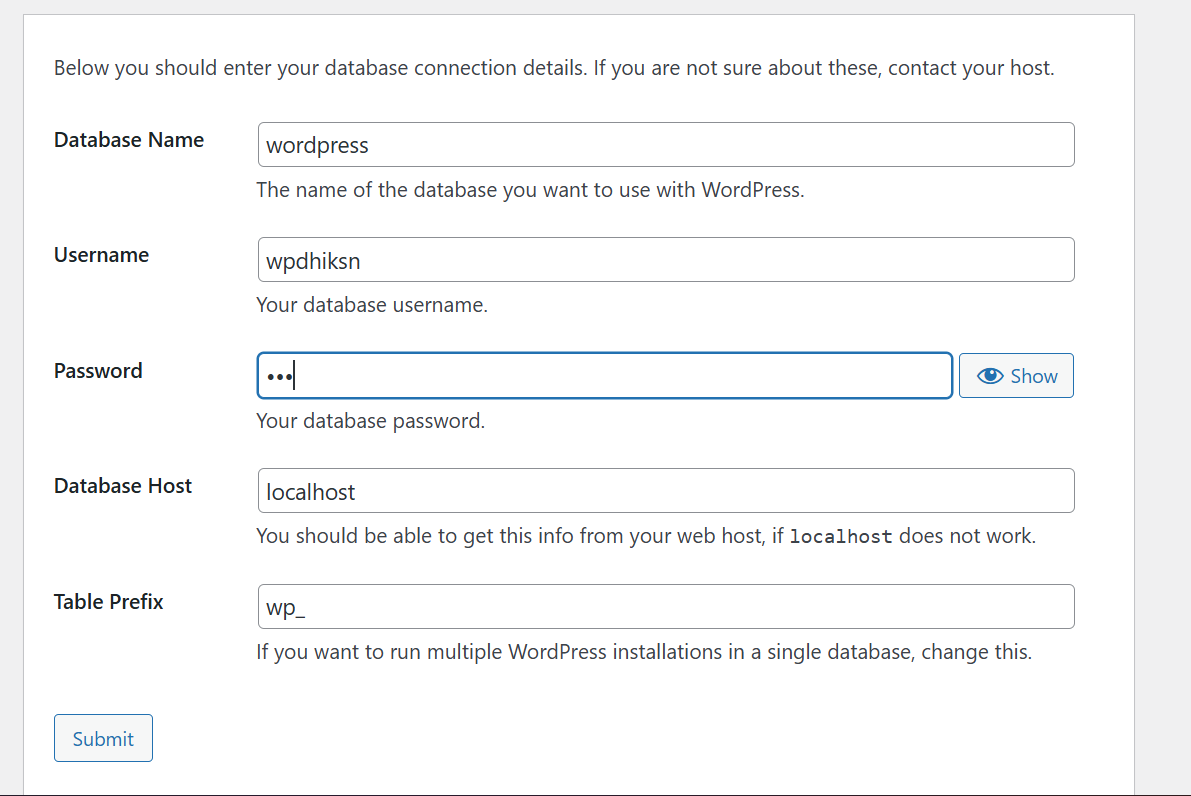 Below you should enter your database connection details. If you are not sure about these, contact your host.
Database Name
wordpress
The name of the database you want to use with WordPress.
Username
wpdhiksn
Your database username.
Password
•••
Show
Your database password.
Database Host
localhost
You should be able to get this info from your web host, if localhost does not work.
Table Prefix
wp_
If you want to run multiple WordPress installations in a single database, change this.
Submit